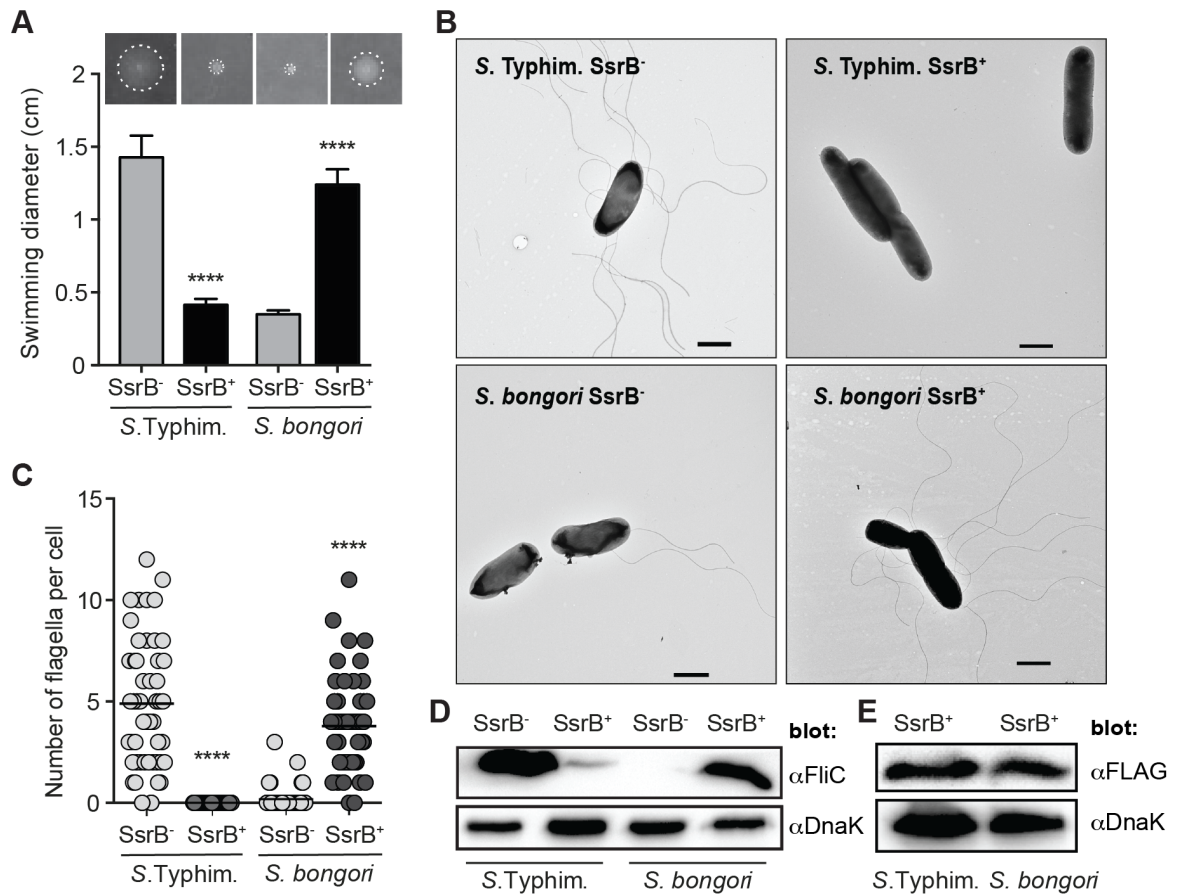 A
Swimming diameter (cm)
2
1.5
1
0.5
0
****
****
SsrB⁻ SsrB⁺ SsrB⁻ SsrB⁺
S.Typhim. S. bongori
B
S. Typhim. SsrB⁻
S. Typhim. SsrB⁺
S. bongori SsrB⁻
S. bongori SsrB⁺
C
Number of flagella per cell
15
10
5
0
****
****
SsrB⁻ SsrB⁺ SsrB⁻ SsrB⁺
S.Typhim. S. bongori
D
SsrB⁻ SsrB⁺ SsrB⁻ SsrB⁺ blot:
αFliC
αDnaK
S.Typhim. S. bongori
E
SsrB⁺ SsrB⁺ blot:
αFLAG
αDnaK
S.Typhim. S. bongori